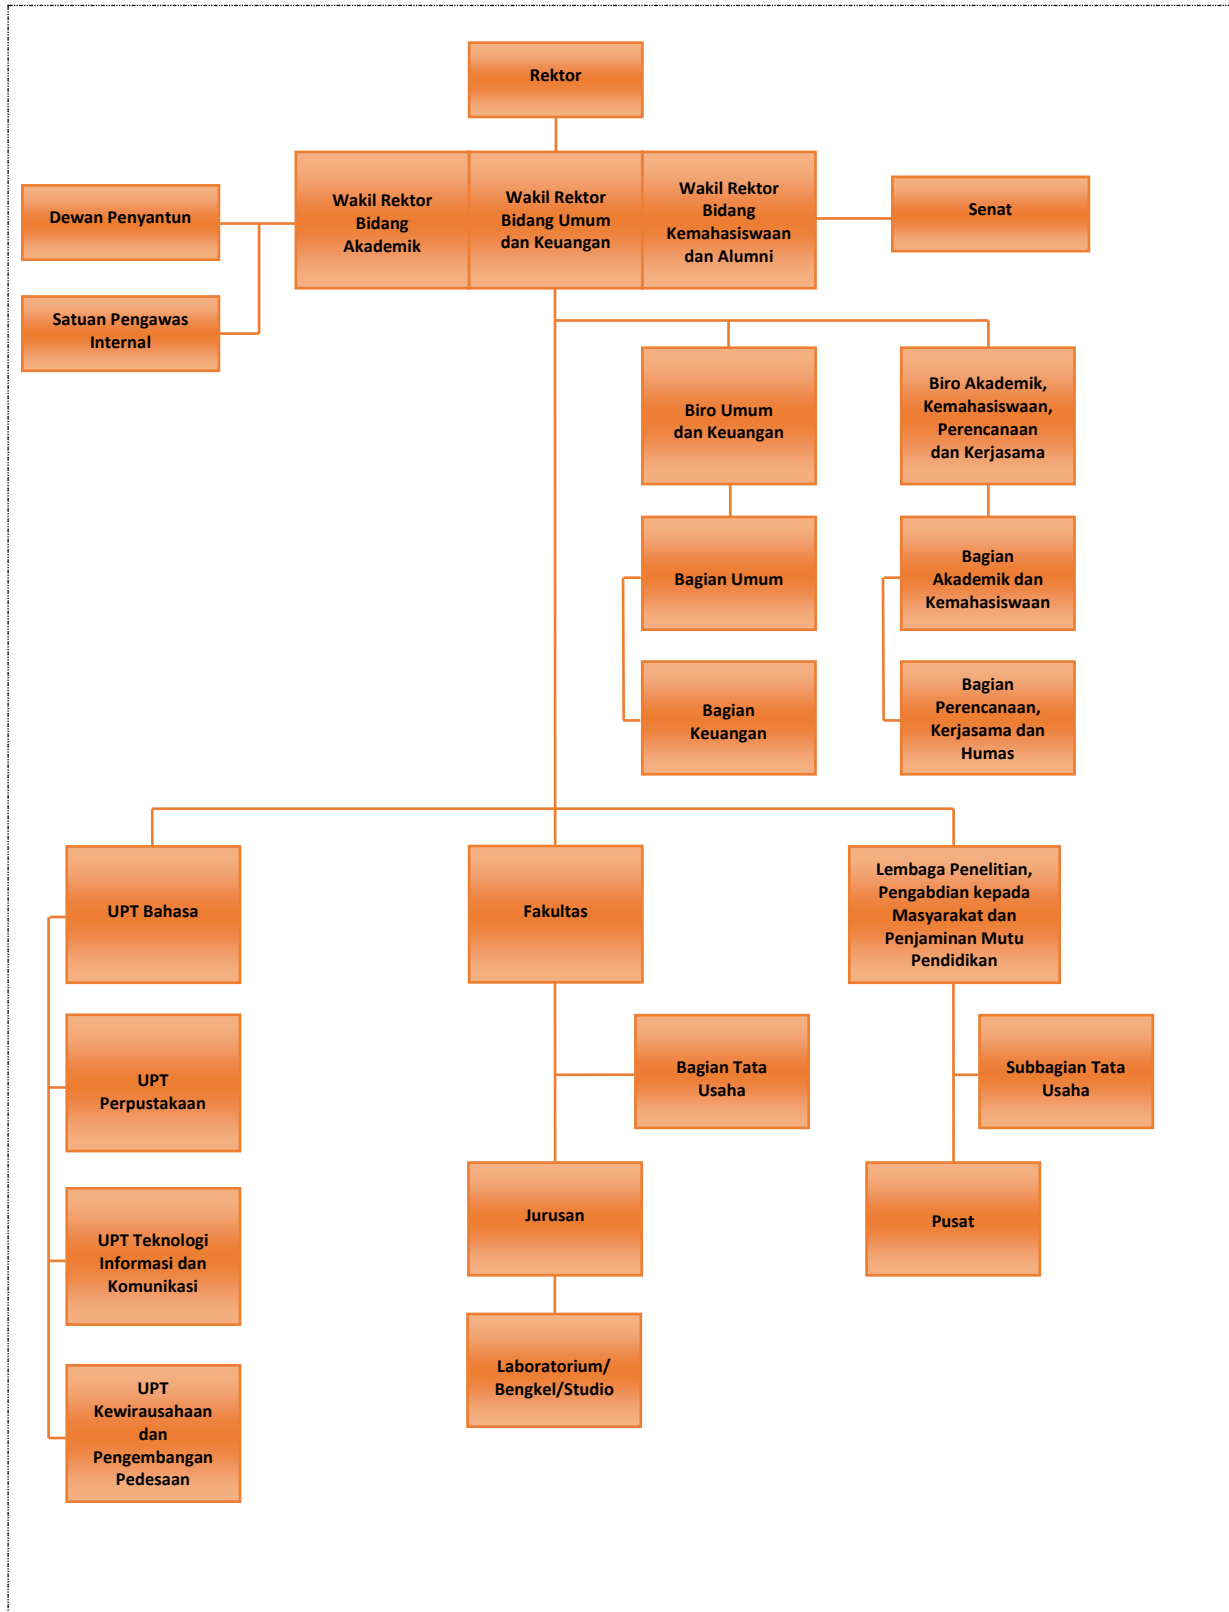 Rektor
Wakil Rektor
Bidang
Akademik
Wakil Rektor
Bidang Umum
dan Keuangan
Wakil Rektor
Bidang
Kemahasiswaan
dan Alumni
Dewan Penyantun
Senat
Satuan Pengawas
Internal
Biro Umum
dan Keuangan
Biro Akademik,
Kemahasiswaan,
Perencanaan
dan Kerjasama
Bagian Umum
Bagian
Akademik dan
Kemahasiswaan
Bagian
Keuangan
Bagian
Perencanaan,
Kerjasama dan
Humas
UPT Bahasa
Fakultas
Lembaga Penelitian,
Pengabdian kepada
Masyarakat dan
Penjaminan Mutu
Pendidikan
UPT
Perpustakaan
Bagian Tata
Usaha
Subbagian Tata
Usaha
UPT Teknologi
Informasi dan
Komunikasi
Jurusan
Pusat
UPT
Kewirausahaan
dan
Pengembangan
Pedesaan
Laboratorium/
Bengkel/Studio